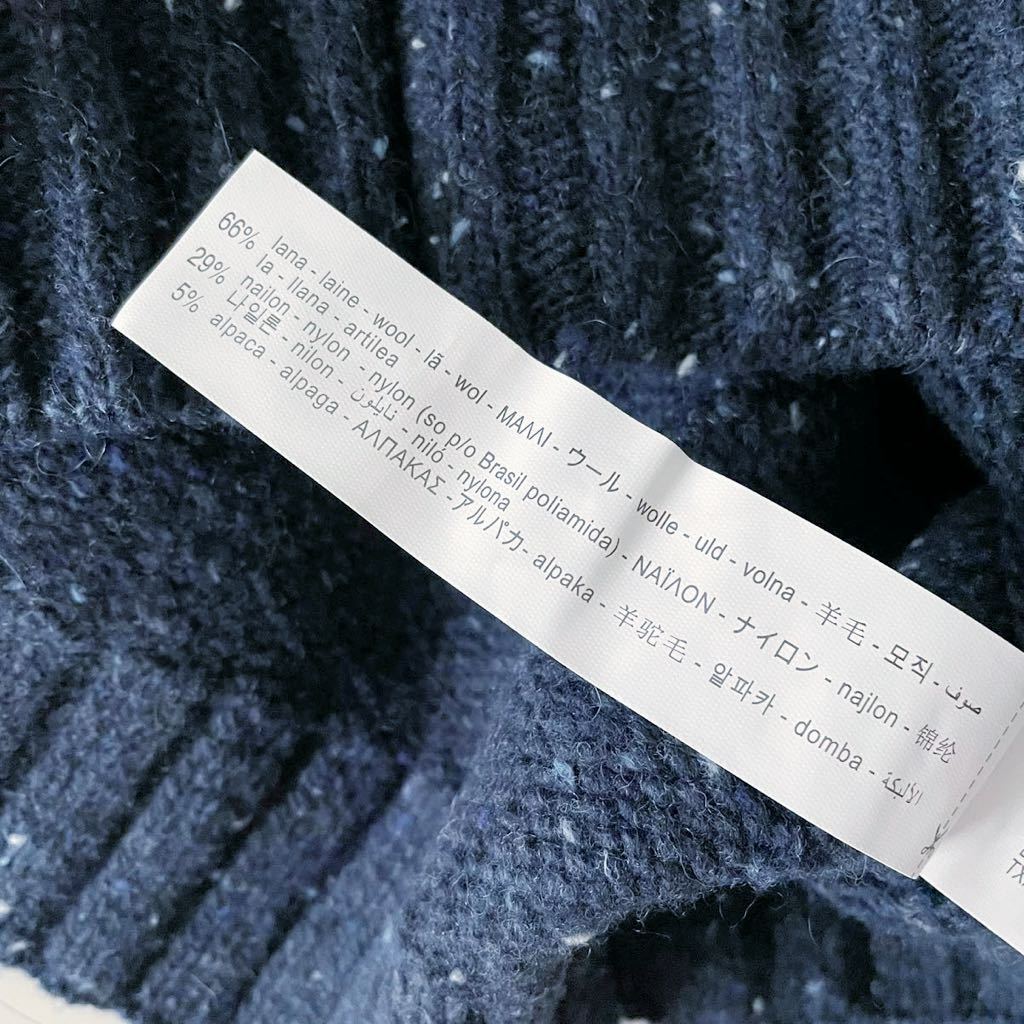 66% lana - laine - wool - lã - wol - ΜΑΛΛΙ - ウール - wolle - uld - volna - 羊毛 - 모직 - صوف
la - llana - artilea
29% nailon - nylon - nylon (so p/o Brasil poliamida) - ΝΑΪΛΟΝ - ナイロン - najlon - 锦纶
나일론 - nilon - نايلون - niló - nylona
5% alpaca - alpaga - ΑΛΠΑΚΑΣ - アルパカ - alpaka - 羊驼毛 - 알파카 - domba - الألبكة